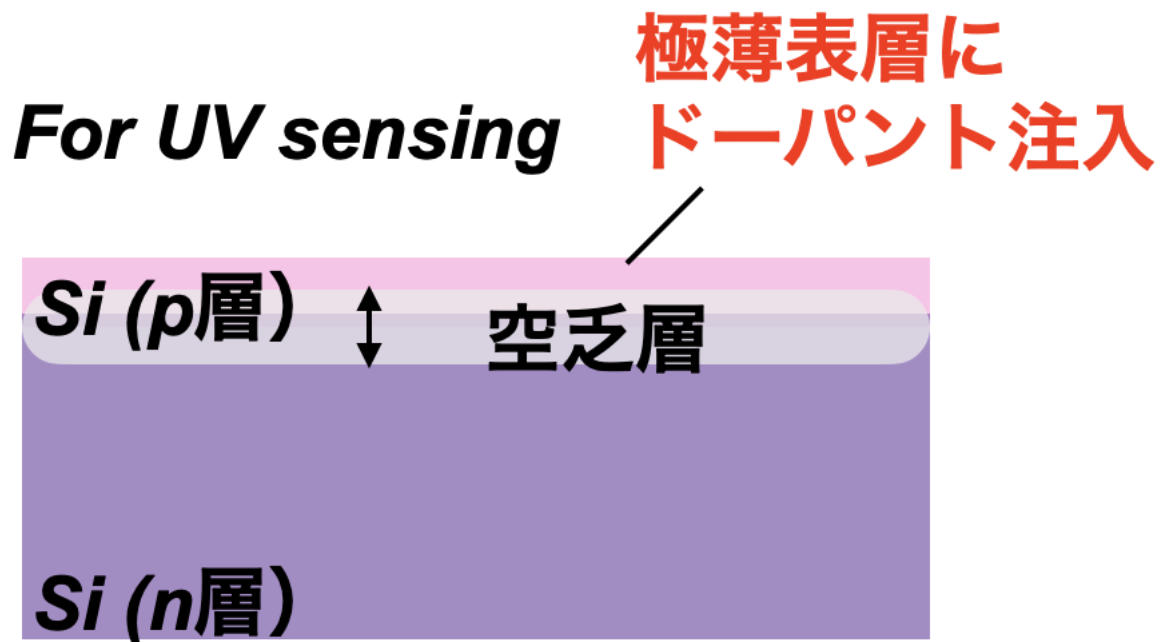 極薄表層に
For UV sensing
ドーパント注入
Si (p層）
空乏層
Si (n層）